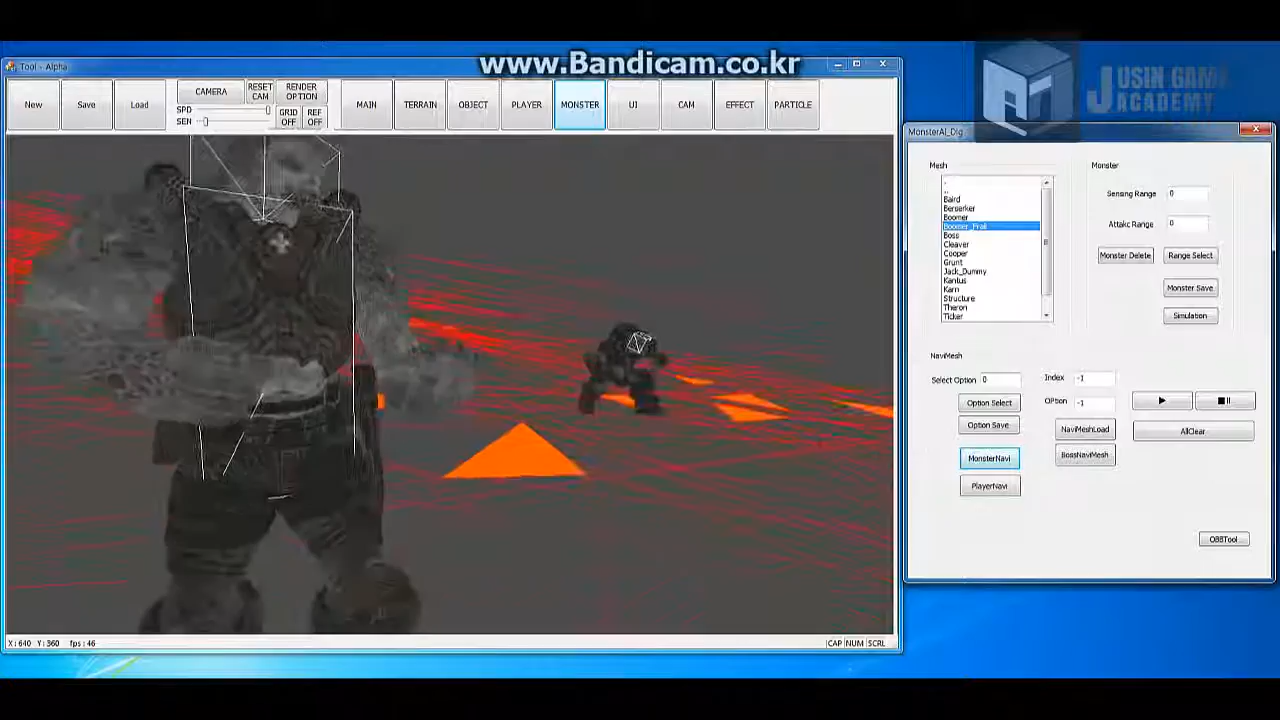 www.Bandicam.co.kr
JUSIN GAME
ACADEMY
Tool - Alpha
New
Save
Load
CAMERA
RESET
CAM
RENDER
OPTION
SPD
SEN
GRID
OFF
REF
OFF
MAIN
TERRAIN
OBJECT
PLAYER
MONSTER
UI
CAM
EFFECT
PARTICLE
MonsterAI_Dlg
Mesh
.
..
Baird
Berserker
Boomer
Boomer_Frail
Boss
Cleaver
Cooper
Grunt
Jack_Dummy
Kantus
Karn
Structure
Theron
Ticker
Monster
Sensing Range
0
Attakc Range
0
Monster Delete
Range Select
Monster Save
Simulation
NaviMesh
Select Option
0
Index
-1
Option Select
OPtion
-1
Option Save
NaviMeshLoad
AllClear
MonsterNavi
BossNaviMesh
PlayerNavi
OBBTool
X: 640 Y: 360 fps : 46
CAP NUM SCRL